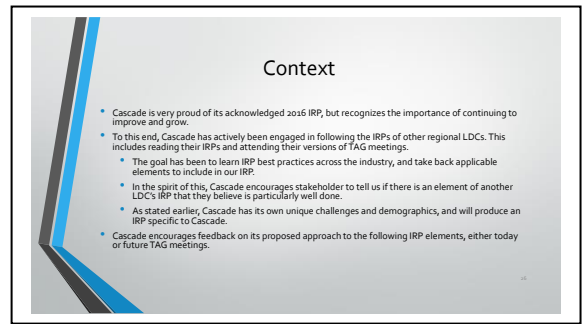 Context
• Cascade is very proud of its acknowledged 2016 IRP, but recognizes the importance of continuing to
improve and grow.
• To this end, Cascade has actively been engaged in following the IRPs of other regional LDCs. This
includes reading their IRPs and attending their versions of TAG meetings.
• The goal has been to learn IRP best practices across the industry, and take back applicable
elements to include in our IRP.
• In the spirit of this, Cascade encourages stakeholder to tell us if there is an element of another
LDC's IRP that they believe is particularly well done.
• As stated earlier, Cascade has its own unique challenges and demographics, and will produce an
IRP specific to Cascade.
• Cascade encourages feedback on its proposed approach to the following IRP elements, either today
or future TAG meetings.